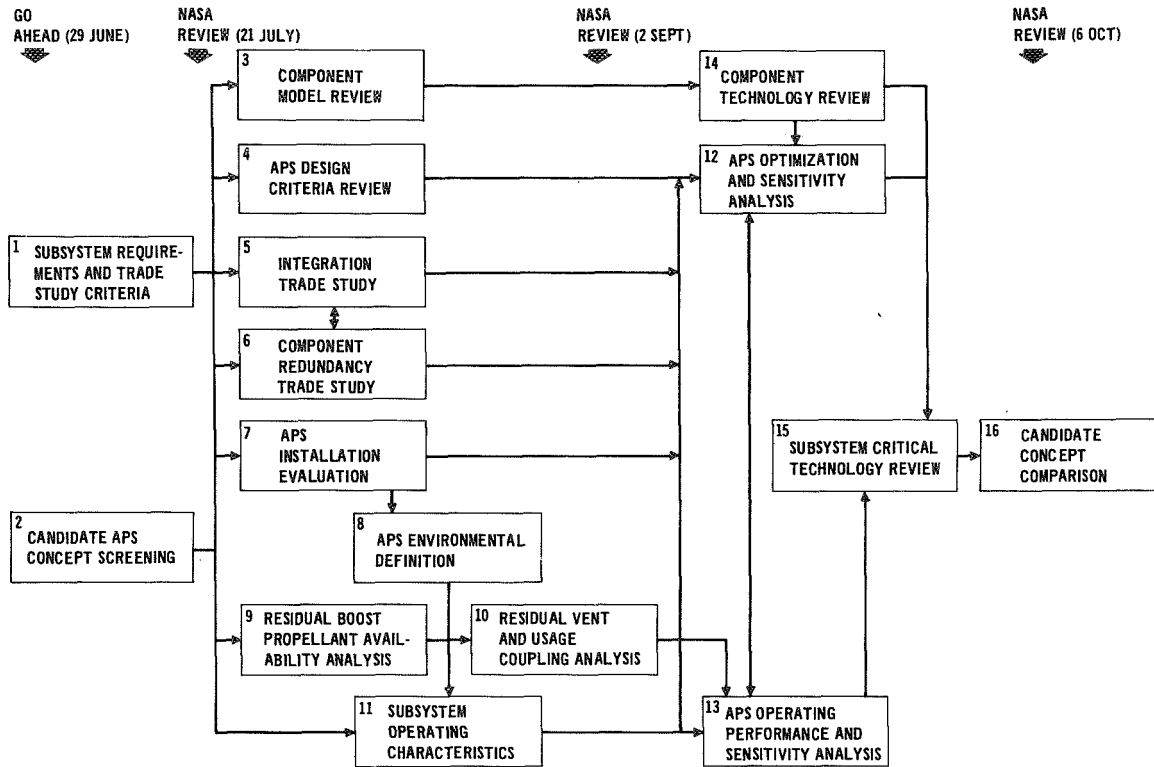 GO
AHEAD (29 JUNE)
NASA
REVIEW (21 JULY)
NASA
REVIEW (2 SEPT)
NASA
REVIEW (6 OCT)
3
COMPONENT
MODEL REVIEW
14
COMPONENT
TECHNOLOGY REVIEW
4
APS DESIGN
CRITERIA REVIEW
12
APS OPTIMIZATION
AND SENSITIVITY
ANALYSIS
1
SUBSYSTEM REQUIRE-
MENTS AND TRADE
STUDY CRITERIA
5
INTEGRATION
TRADE STUDY
6
COMPONENT
REDUNDANCY
TRADE STUDY
7
APS
INSTALLATION
EVALUATION
15
SUBSYSTEM CRITICAL
TECHNOLOGY REVIEW
16
CANDIDATE
CONCEPT
COMPARISON
2
CANDIDATE APS
CONCEPT SCREENING
8
APS ENVIRONMENTAL
DEFINITION
9
RESIDUAL BOOST
PROPELLANT AVAIL-
ABILITY ANALYSIS
10
RESIDUAL VENT
AND USAGE
COUPLING ANALYSIS
11
SUBSYSTEM
OPERATING
CHARACTERISTICS
13
APS OPERATING
PERFORMANCE AND
SENSITIVITY ANALYSIS